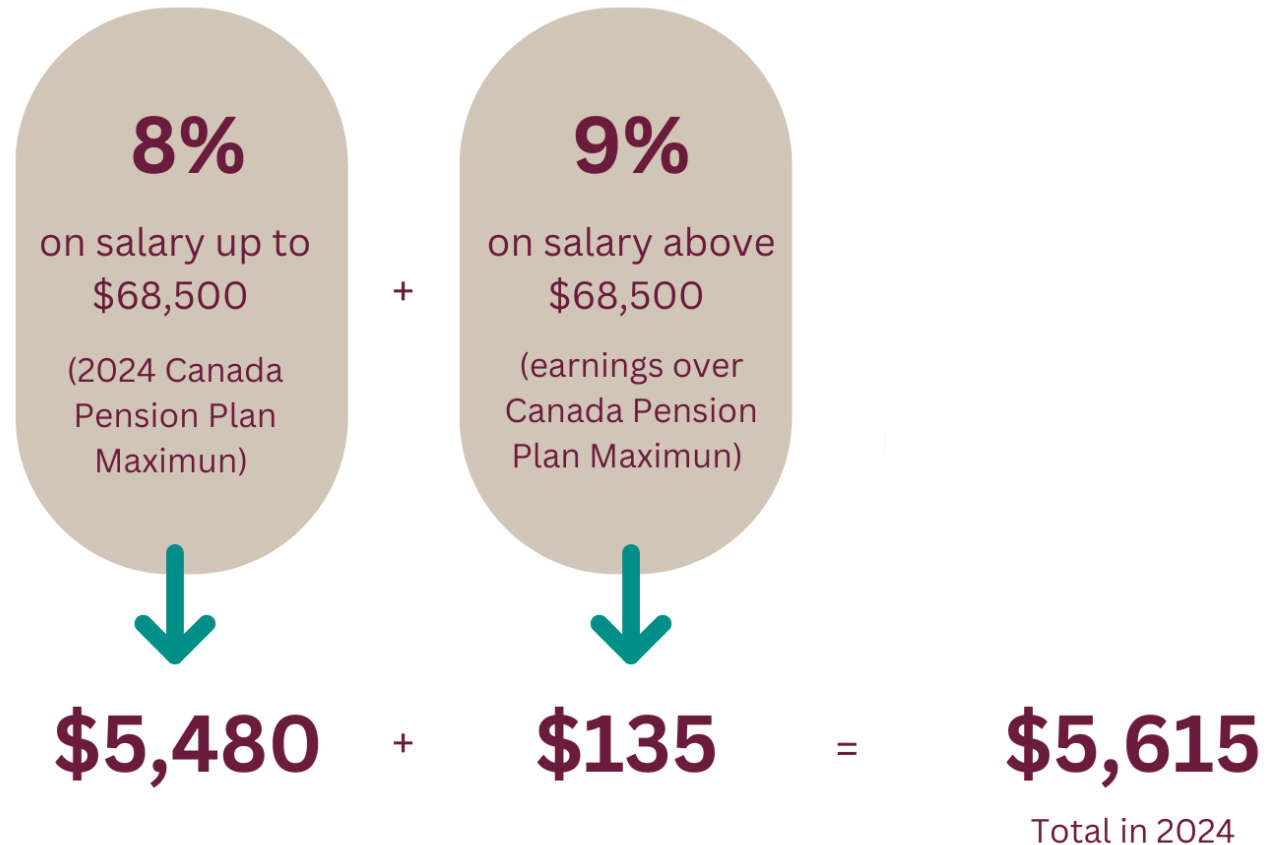 8%
on salary up to
$68,500
(2024 Canada
Pension Plan
Maximun)
+
9%
on salary above
$68,500
(earnings over
Canada Pension
Plan Maximun)
$5,480 + $135 = $5,615
Total in 2024